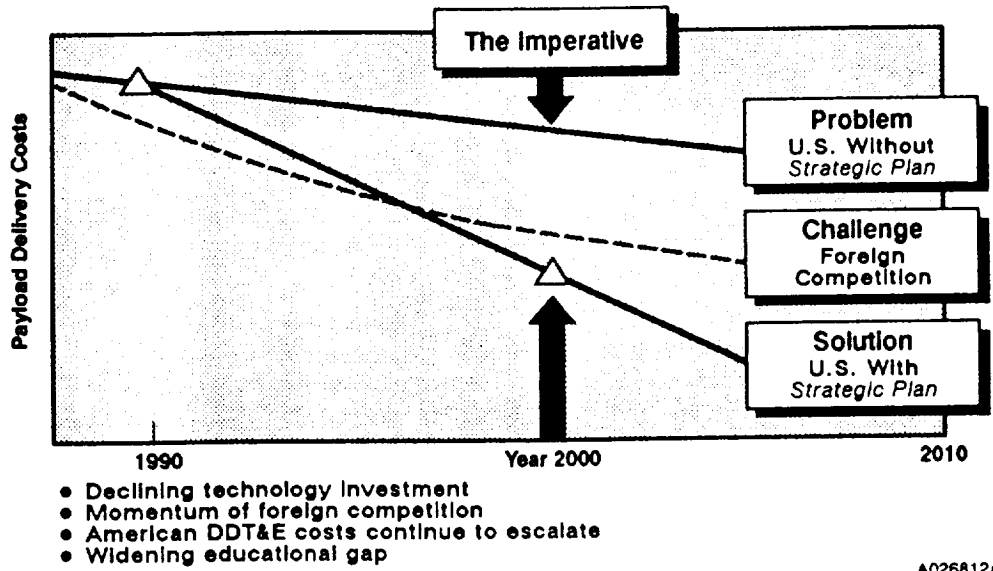 The Imperative
Payload Delivery Costs
Problem
U.S. Without
Strategic Plan
Challenge
Foreign
Competition
Solution
U.S. With
Strategic Plan
1990
Year 2000
2010
● Declining technology investment
● Momentum of foreign competition
● American DDT&E costs continue to escalate
● Widening educational gap